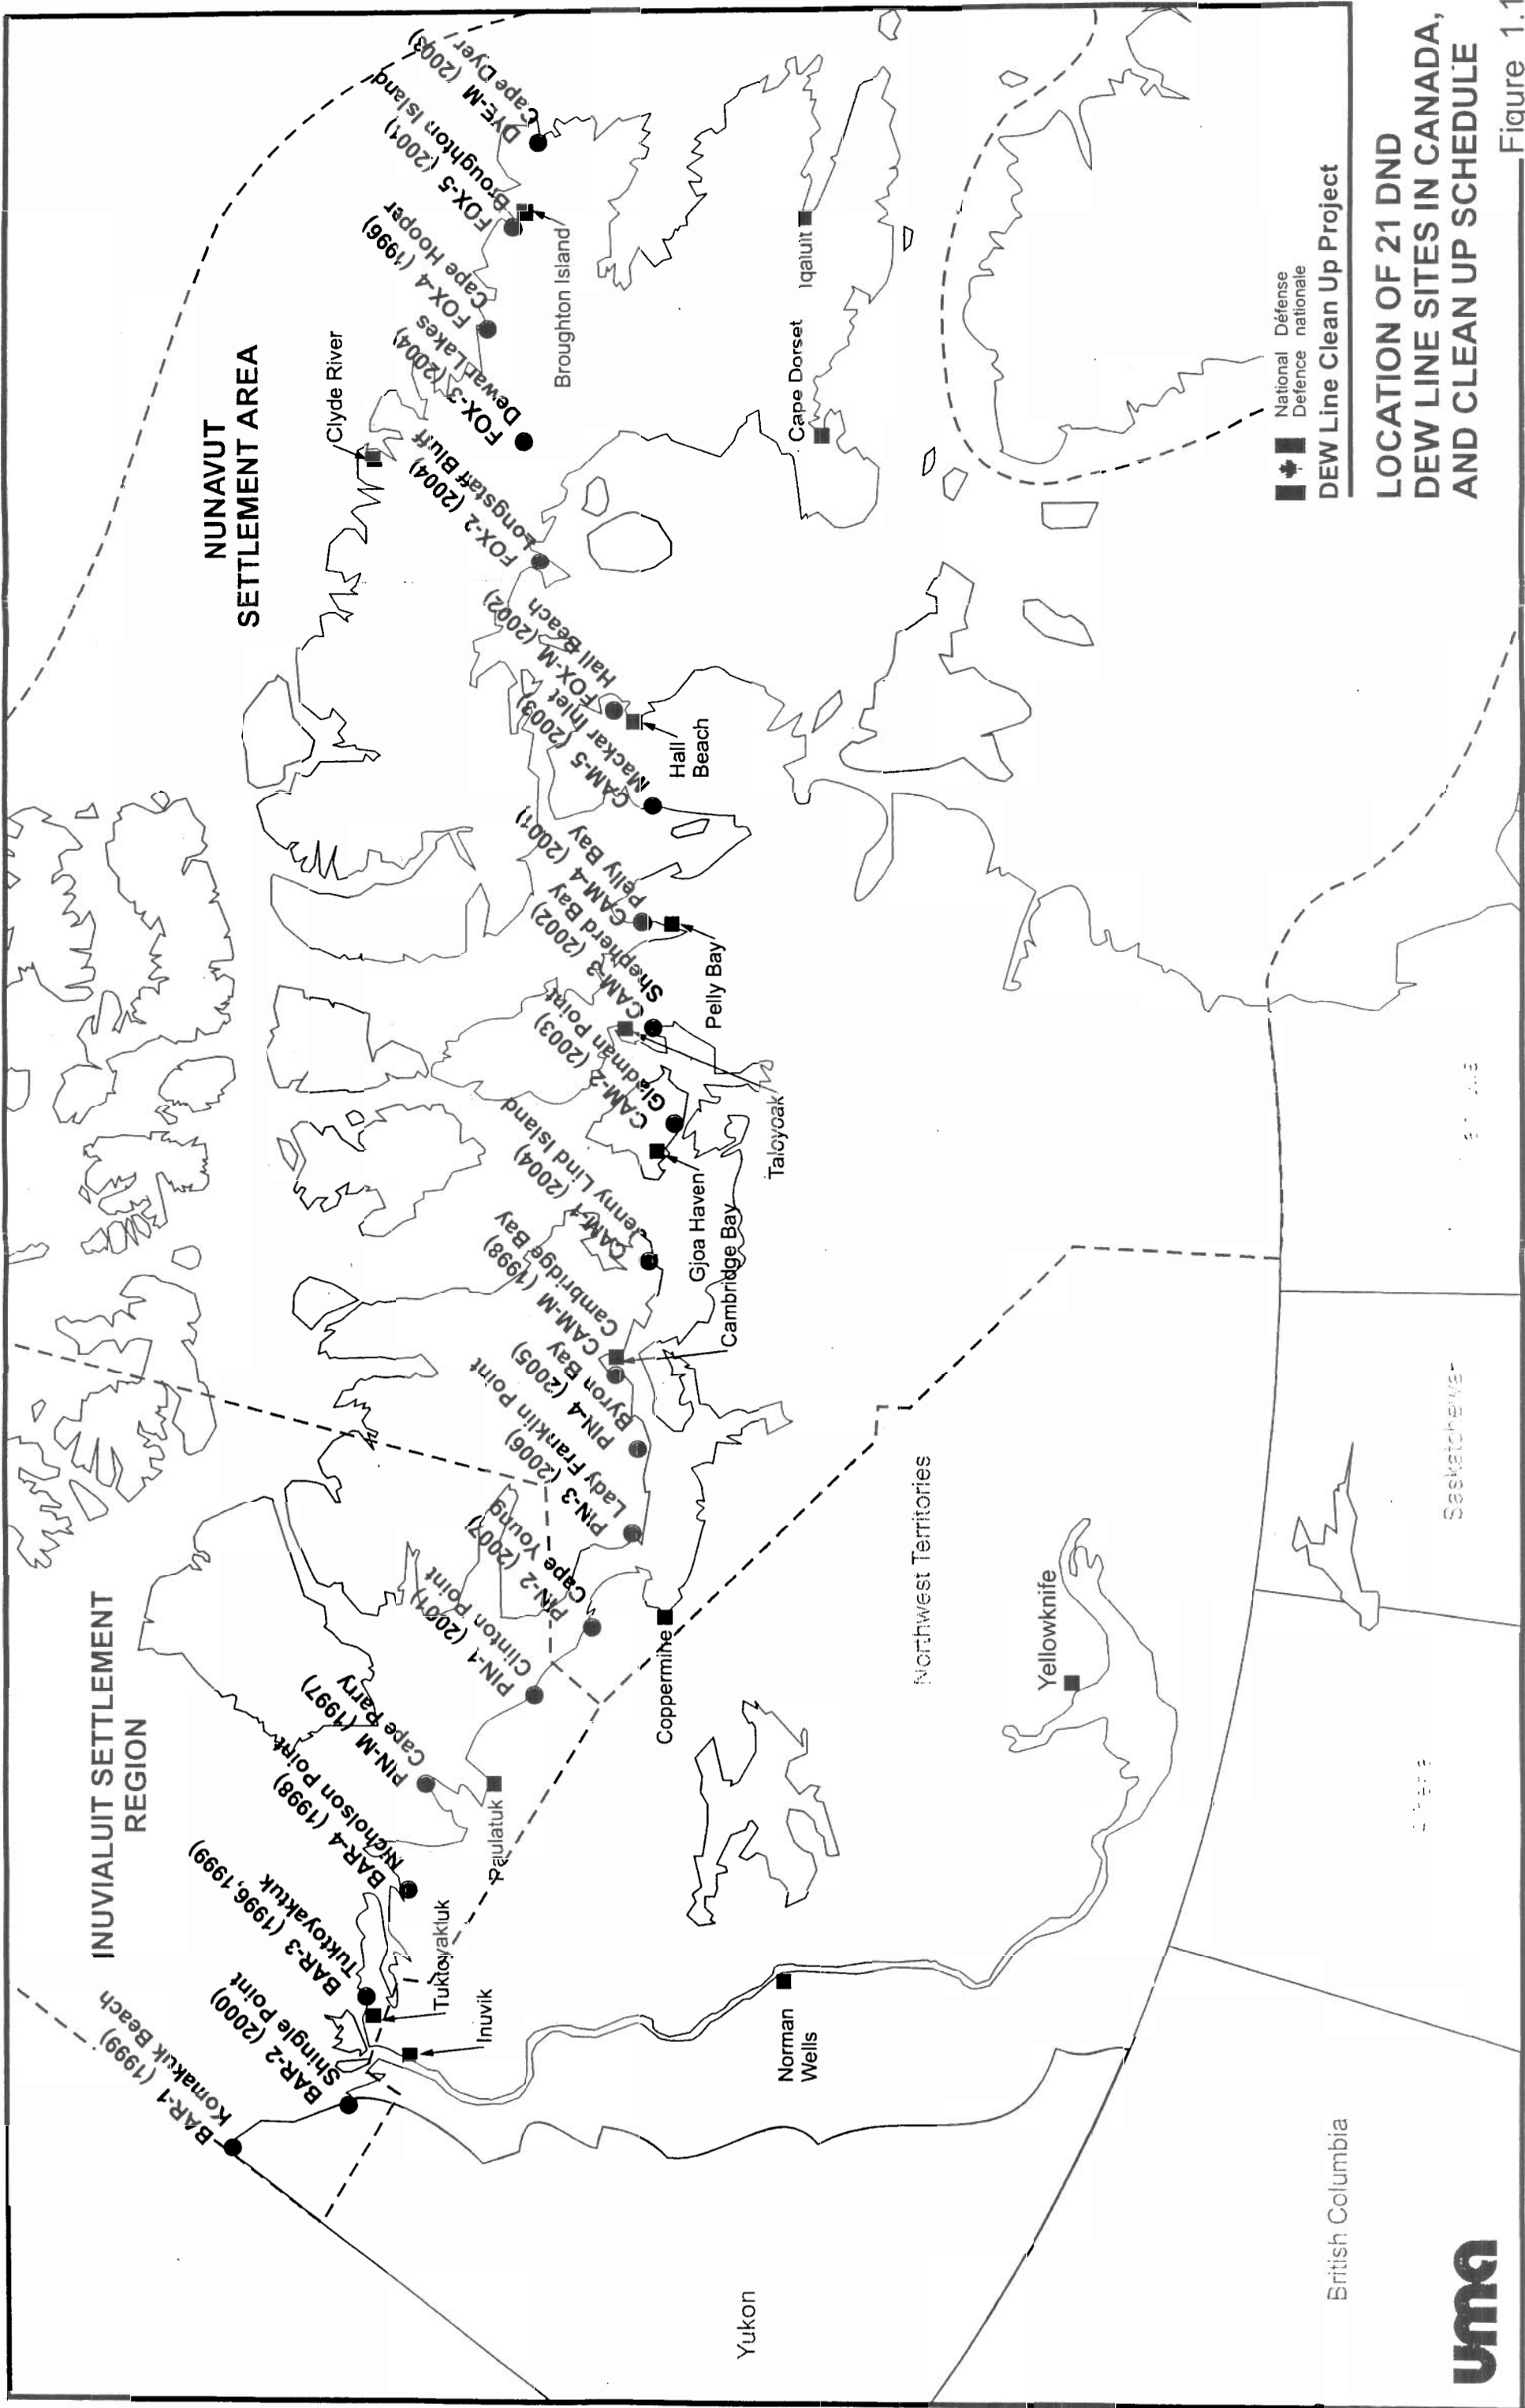 INUVIALUIT SETTLEMENT
REGION
NUNAVUT
SETTLEMENT AREA
BAR-1 (1999)
Komakuk Beach
BAR-2 (2000)
Shingle Point
BAR-3 (1996,1999)
Tuktoyaktuk
BAR-4 (1998)
Nicholson Point
PIN-M (1997)
Cape Parry
PIN-1 (2001)
Clinton Point
PIN-2 (2007)
Cape Young
PIN-3 (2006)
Lady Franklin Point
PIN-4 (2005)
Byron Bay
CAM-M (1998)
Cambridge Bay
CAM-1 (2004)
Jenny Lind Island
CAM-2 (2003)
Gladman Point
CAM-3 (2002)
Shepherd Bay
CAM-4 (2001)
Pelly Bay
CAM-5 (2003)
Mackar Inlet
FOX-M (2002)
Hall Beach
FOX-2 (2004)
Longstaff Bluff
FOX-3 (2004)
Dewar Lakes
FOX-4 (1996)
Cape Hooper
FOX-5 (2001)
Broughton Island
DYE-M (2003)
Cape Dyer
Clyde River
Broughton Island
Iqaluit
Cape Dorset
Hall
Beach
Pelly Bay
Taloyoak
Gjoa Haven
Cambridge Bay
Coppermine
Paulatuk
Tuktoyaktuk
Inuvik
Norman
Wells
Yellowknife
Northwest Territories
Yukon
British Columbia
Saskatchewan
National Défense
Defence nationale
DEW Line Clean Up Project
LOCATION OF 21 DND
DEW LINE SITES IN CANADA,
AND CLEAN UP SCHEDULE
Figure 1.1
uma